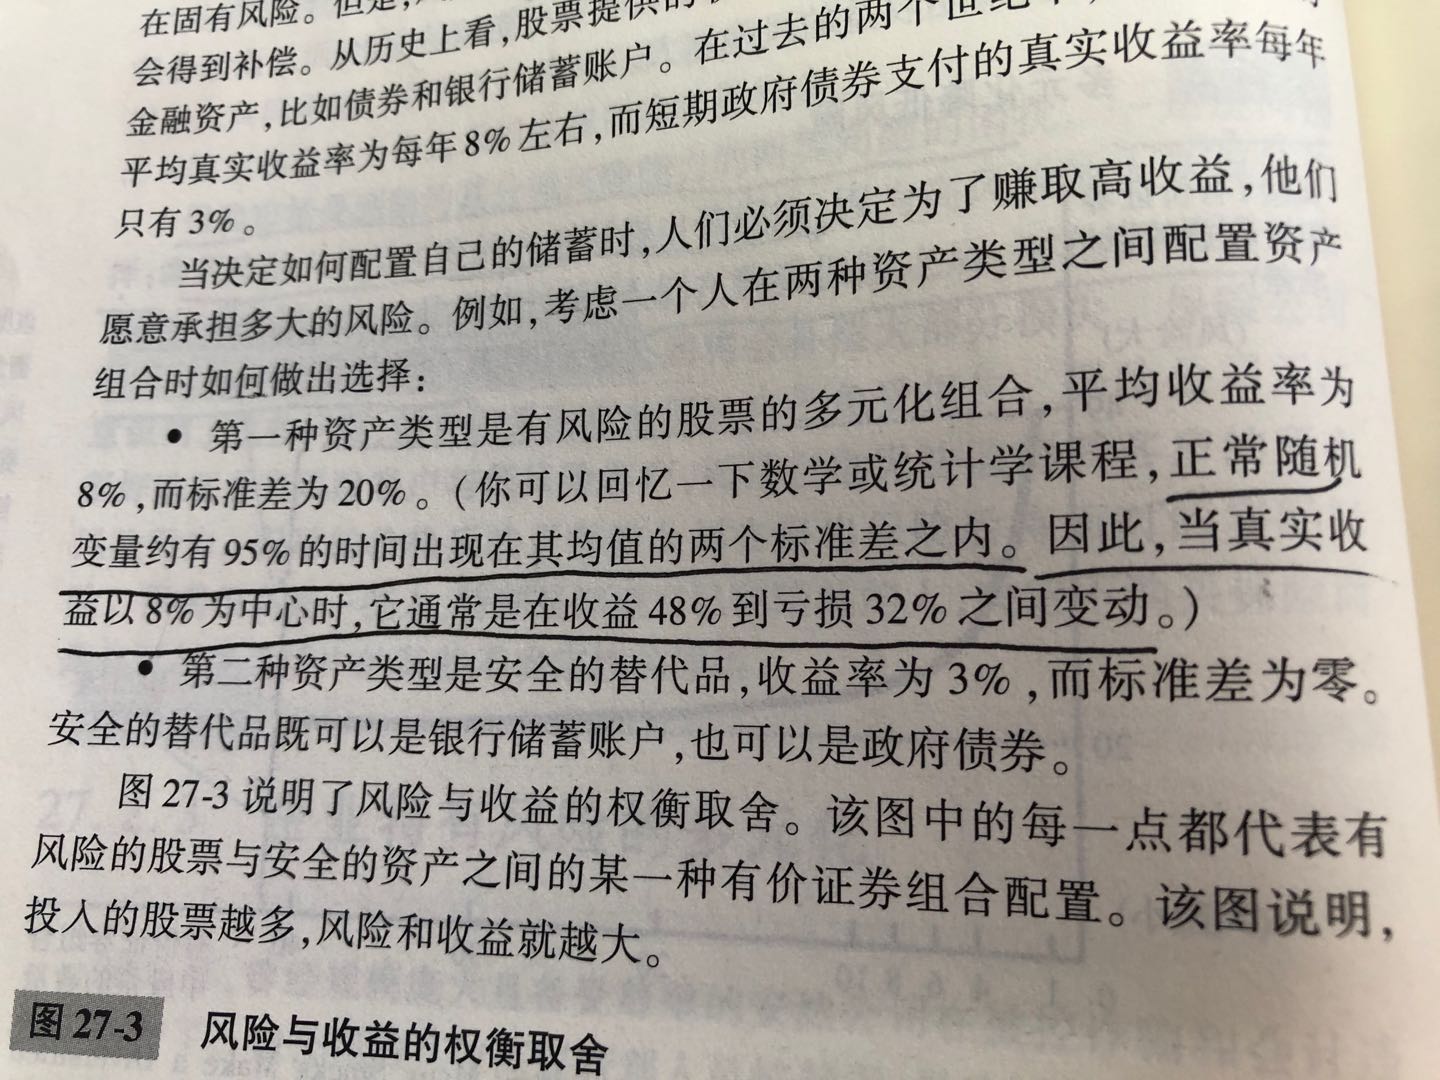 在固有风险。但是,
会得到补偿。从历史上看,股票提供的
金融资产,比如债券和银行储蓄账户。在过去的两个世纪
平均真实收益率为每年8%左右,而短期政府债券支付的真实收益率每年
只有3%。
当决定如何配置自己的储蓄时,人们必须决定为了赚取高收益,他们
愿意承担多大的风险。例如,考虑一个人在两种资产类型之间配置资产
组合时如何做出选择:
• 第一种资产类型是有风险的股票的多元化组合,平均收益率为
8%,而标准差为20%。(你可以回忆一下数学或统计学课程,正常随机
变量约有95%的时间出现在其均值的两个标准差之内。因此,当真实收
益以8%为中心时,它通常是在收益48%到亏损32%之间变动。)
• 第二种资产类型是安全的替代品,收益率为3%,而标准差为零。
安全的替代品既可以是银行储蓄账户,也可以是政府债券。
图27-3说明了风险与收益的权衡取舍。该图中的每一点都代表有
风险的股票与安全的资产之间的某一种有价证券组合配置。该图说明,
投入的股票越多,风险和收益就越大。
图27-3 风险与收益的权衡取舍